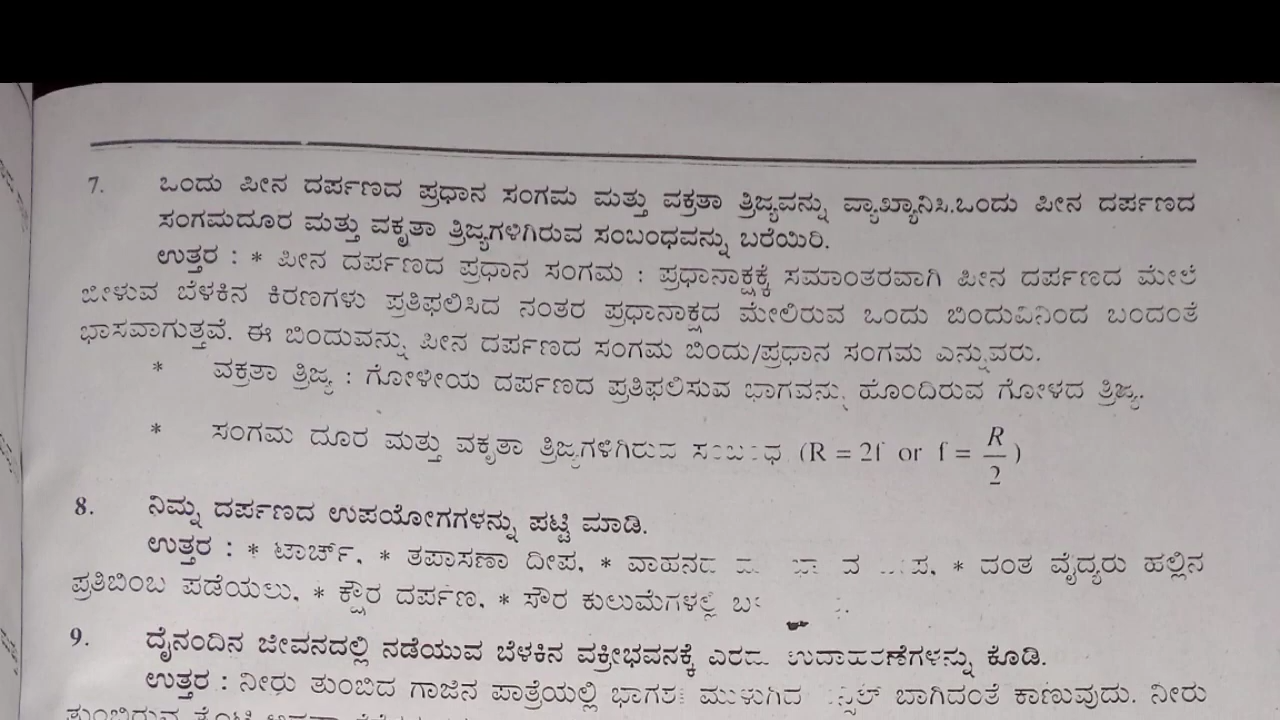 7. ಒಂದು ಪೀನ ದರ್ಪಣದ ಪ್ರಧಾನ ಸಂಗಮ ಮತ್ತು ವಕ್ರತಾ ತ್ರಿಜ್ಯವನ್ನು ವ್ಯಾಖ್ಯಾನಿಸಿ.ಒಂದು ಪೀನ ದರ್ಪಣದ
ಸಂಗಮದೂರ ಮತ್ತು ವಕೃತಾ ತ್ರಿಜ್ಯಗಳಿಗಿರುವ ಸಂಬಂಧವನ್ನು ಬರೆಯಿರಿ.
ಉತ್ತರ : * ಪೀನ ದರ್ಪಣದ ಪ್ರಧಾನ ಸಂಗಮ : ಪ್ರಧಾನಾಕ್ಷಕ್ಕೆ ಸಮಾಂತರವಾಗಿ ಪೀನ ದರ್ಪಣದ ಮೇಲೆ
ಬೀಳುವ ಬೆಳಕಿನ ಕಿರಣಗಳು ಪ್ರತಿಫಲಿಸಿದ ನಂತರ ಪ್ರಧಾನಾಕ್ಷದ ಮೇಲಿರುವ ಒಂದು ಬಿಂದುವಿನಿಂದ ಬಂದಂತೆ
ಭಾಸವಾಗುತ್ತವೆ. ಈ ಬಿಂದುವನ್ನು ಪೀನ ದರ್ಪಣದ ಸಂಗಮ ಬಿಂದು/ಪ್ರಧಾನ ಸಂಗಮ ಎನ್ನುವರು.
* ವಕ್ರತಾ ತ್ರಿಜ್ಯ : ಗೋಳೀಯ ದರ್ಪಣದ ಪ್ರತಿಫಲಿಸುವ ಭಾಗವನ್ನು ಹೊಂದಿರುವ ಗೋಳದ ತ್ರಿಜ್ಯ.
* ಸಂಗಮ ದೂರ ಮತ್ತು ವಕೃತಾ ತ್ರಿಜ್ಯಗಳಿಗಿರುವ ಸಂಬಂಧ (R = 2f or f = R/2)
8. ನಿಮ್ನ ದರ್ಪಣದ ಉಪಯೋಗಗಳನ್ನು ಪಟ್ಟಿ ಮಾಡಿ.
ಉತ್ತರ : * ಟಾರ್ಚ್, * ತಪಾಸಣಾ ದೀಪ, * ವಾಹನದ * ದಂತ ವೈದ್ಯರು ಹಲ್ಲಿನ
ಪ್ರತಿಬಿಂಬ ಪಡೆಯಲು, * ಕ್ಷೌರ ದರ್ಪಣ, * ಸೌರ ಕುಲುಮೆಗಳಲ್ಲಿ
9. ದೈನಂದಿನ ಜೀವನದಲ್ಲಿ ನಡೆಯುವ ಬೆಳಕಿನ ವಕ್ರೀಭವನಕ್ಕೆ ಎರಡು ಉದಾಹರಣೆಗಳನ್ನು ಕೊಡಿ.
ಉತ್ತರ : ನೀರು ತುಂಬಿದ ಗಾಜಿನ ಪಾತ್ರೆಯಲ್ಲಿ ಭಾಗಶಃ ಮುಳುಗಿದ ಬಾಗಿದಂತೆ ಕಾಣುವುದು. ನೀರು